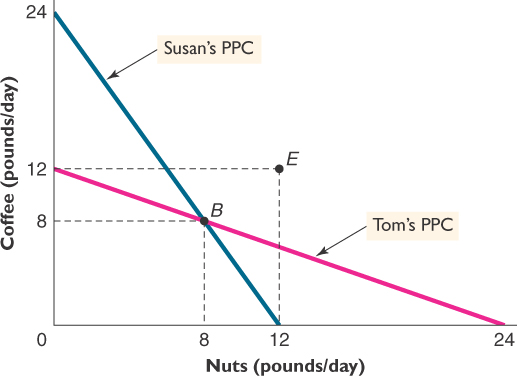 24
Susan's PPC
Coffee (pounds/day)
12
E
8
B
Tom's PPC
0
8
12
24
Nuts (pounds/day)